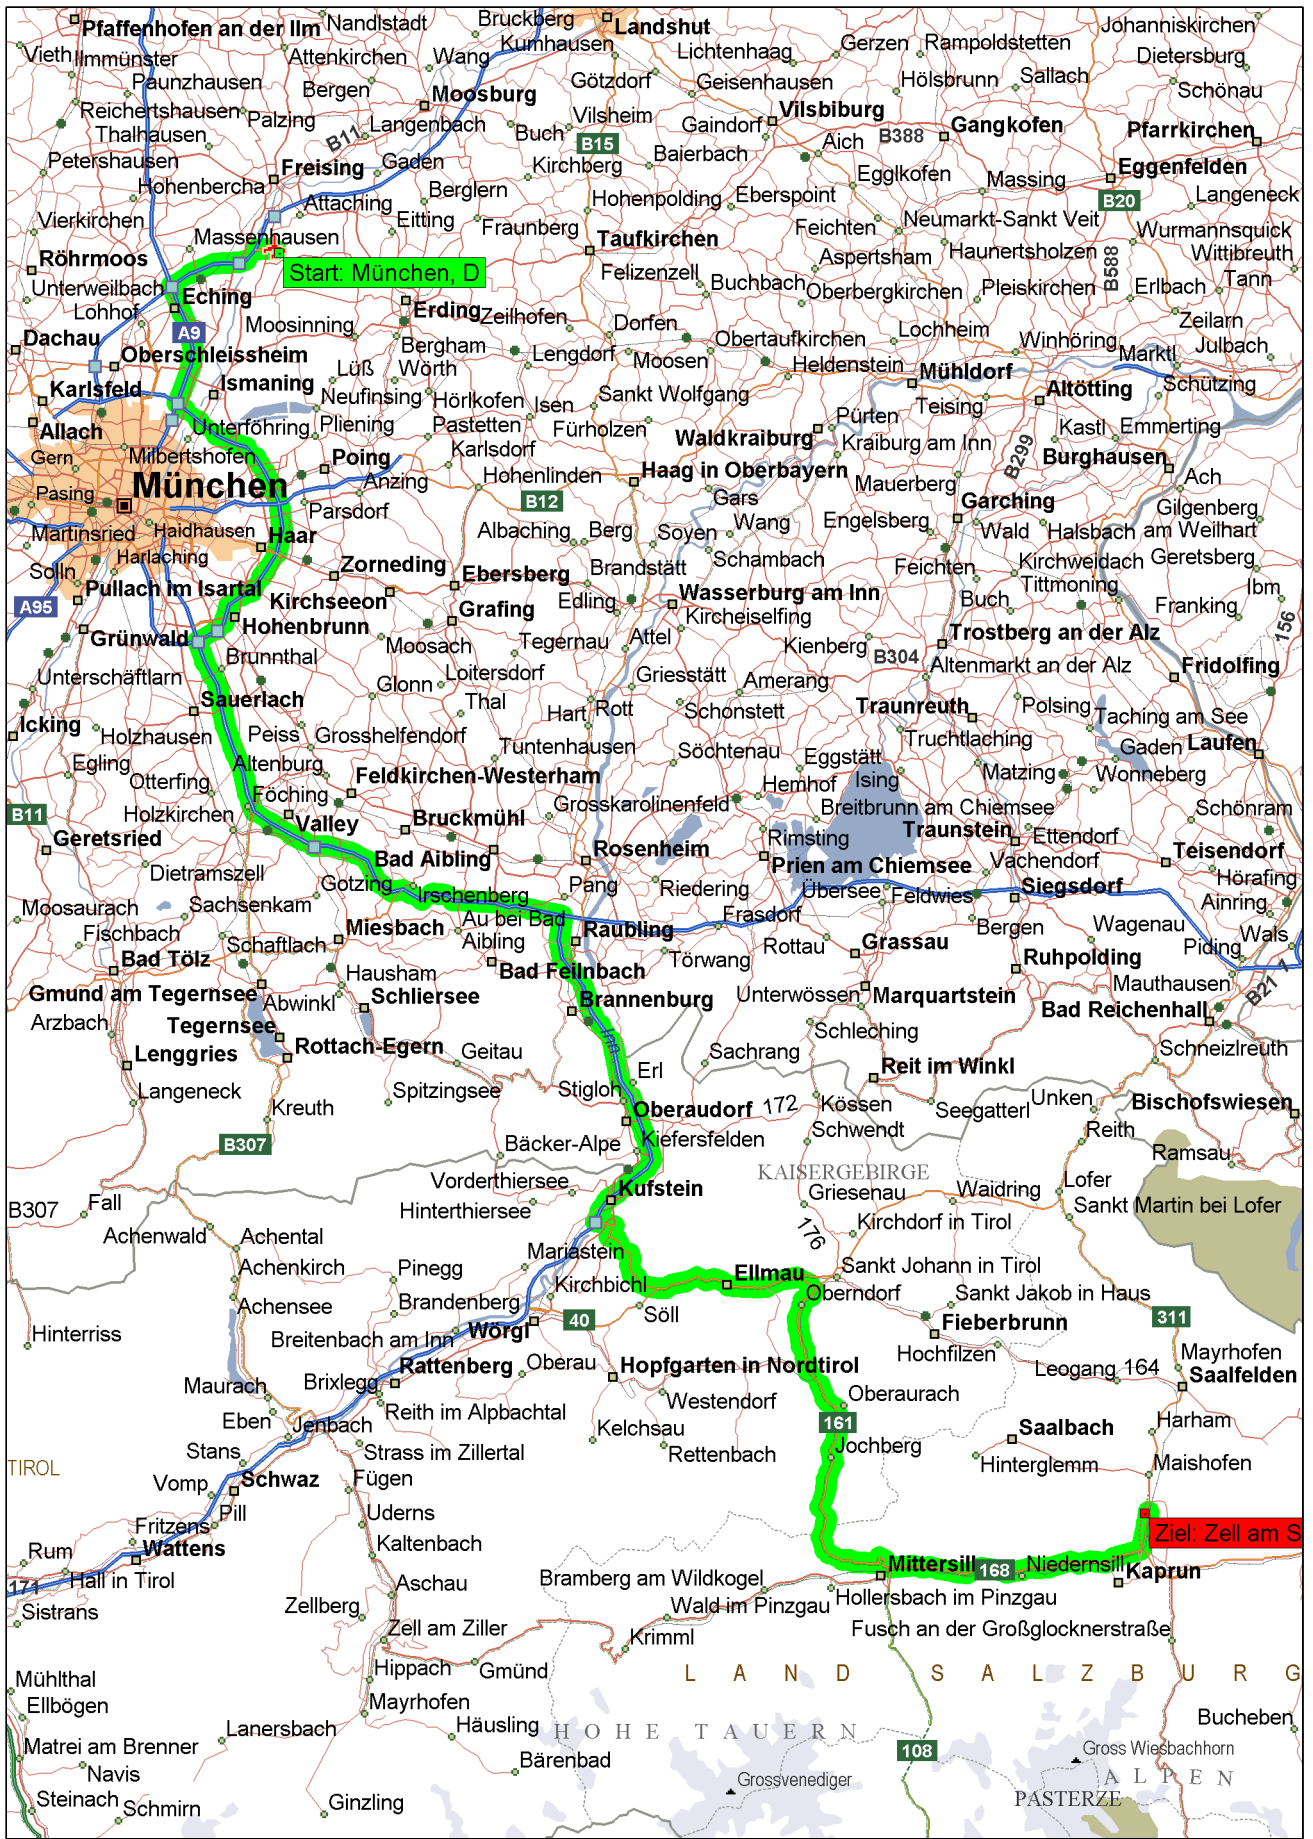 Pfaffenhofen an der Ilm
Nandlstadt
Bruckberg
Landshut
Johanniskirchen
Vieth
Ilmmünster
Attenkirchen
Wang
Kumhausen
Lichtenhaag
Gerzen
Rampoldstetten
Dietersburg
Paunzhausen
Bergen
Moosburg
Götzdorf
Geisenhausen
Hölsbrunn
Sallach
Schönau
Reichertshausen
Palzing
Langenbach
Vilsheim
Vilsbiburg
Thalhausen
B11
Buch
B15
Gaindorf
Aich
B388
Gangkofen
Pfarrkirchen
Petershausen
Freising
Gaden
Kirchberg
Baierbach
Egglkofen
Massing
Eggenfelden
Hohenbercha
Attaching
Berglern
Hohenpolding
Eberspoint
B20
Langeneck
Vierkirchen
Eitting
Fraunberg
Feichten
Neumarkt-Sankt Veit
Wurmannsquick
Massenhausen
Taufkirchen
Haunertsholzen
Wittibreuth
Röhrmoos
Start: München, D
Felizenzell
Aspertsham
B588
Tann
Unterweilbach
Eching
Buchbach
Oberbergkirchen
Pleiskirchen
Erlbach
Lohhof
Erding
Zeilhofen
Dorfen
Zeilarn
Dachau
A9
Moosinning
Bergham
Lengdorf
Moosen
Obertaufkirchen
Lochheim
Winhöring
Marktl
Julbach
Oberschleissheim
Lüß
Wörth
Heldenstein
Mühldorf
Altötting
Schützing
Karlsfeld
Ismaning
Neufinsing
Hörlkofen
Isen
Sankt Wolfgang
Teising
Allach
Unterföhring
Pliening
Pastetten
Fürholzen
Waldkraiburg
Pürten
Kastl
Emmerting
Gern
Milbertshofen
Poing
Karlsdorf
Kraiburg am Inn
B299
Burghausen
Pasing
München
Anzing
Hohenlinden
Haag in Oberbayern
Mauerberg
Ach
Parsdorf
B12
Gars
Garching
Gilgenberg
am Weilhart
Martinsried
Haidhausen
Haar
Albaching
Berg
Soyen
Wang
Engelsberg
Wald
Halsbach
Harlaching
Zorneding
Ebersberg
Brandstätt
Schambach
Feichten
Kirchweidach
Geretsberg
Solln
Pullach im Isartal
Kirchseeon
Edling
Wasserburg am Inn
Tittmoning
Ibm
A95
Hohenbrunn
Grafing
Kircheiselfing
Buch
Franking
156
Grünwald
Moosach
Tegernau
Attel
Kienberg
B304
Trostberg an der Alz
Brunnthal
Loitersdorf
Griesstätt
Amerang
Altenmarkt an der Alz
Fridolfing
Unterschäftlarn
Sauerlach
Glonn
Thal
Hart
Rott
Schonstett
Traunreuth
Polsing
Taching am See
Icking
Holzhausen
Peiss
Grosshelfendorf
Tuntenhausen
Söchtenau
Eggstätt
Truchtlaching
Gaden
Laufen
Egling
Otterfing
Altenburg
Feldkirchen-Westerham
Hemhof
Ising
Matzing
Wonneberg
B11
Holzkirchen
Föching
Grosskarolinenfeld
Breitbrunn am Chiemsee
Schönram
Geretsried
Valley
Bruckmühl
Rosenheim
Rimsting
Traunstein
Ettendorf
Teisendorf
Dietramszell
Bad Aibling
Prien am Chiemsee
Vachendorf
Hörafing
Gotzing
Irschenberg
Pang
Riedering
Übersee
Feldwies
Siegsdorf
Ainring
Moosaurach
Sachsenkam
Au bei Bad
Aibling
Raubling
Frasdorf
Bergen
Wagenau
Wals
Fischbach
Schaftlach
Miesbach
Törwang
Rottau
Grassau
Ruhpolding
Piding
Bad Tölz
Hausham
Bad Feilnbach
Mauthausen
B21 1
Gmund am Tegernsee
Abwinkl
Schliersee
Brannenburg
Unterwössen
Marquartstein
Bad Reichenhall
Arzbach
Tegernsee
Inn
Schleching
Lenggries
Rottach-Egern
Geitau
Sachrang
Reit im Winkl
Schneizlreuth
Langeneck
Kreuth
Spitzingsee
Stigloh
Erl
Oberaudorf
172
Kössen
Seegatterl
Unken
Bischofswiesen
B307
Bäcker-Alpe
Kiefersfelden
Schwendt
Reith
Ramsau
Vorderthiersee
Kufstein
KAISERGEBIRGE
Lofer
B307
Fall
Hinterthiersee
Griesenau
Waidring
Sankt Martin bei Lofer
Achenwald
Achental
Mariastein
176
Kirchdorf in Tirol
Achenkirch
Pinegg
Kirchbichl
Ellmau
Sankt Johann in Tirol
Achensee
Brandenberg
Söll
Oberndorf
Sankt Jakob in Haus
Hinterriss
Breitenbach am Inn
Wörgl
40
Fieberbrunn
311
Rattenberg
Oberau
Hopfgarten in Nordtirol
Hochfilzen
Leogang
164
Mayrhofen
Maurach
Brixlegg
Westendorf
Oberaurach
Saalfelden
Eben
Jenbach
Reith im Alpbachtal
Kelchsau
161
Saalbach
Harham
Stans
Strass im Zillertal
Rettenbach
Jochberg
Hinterglemm
Maishofen
TIROL
Vomp
Schwaz
Fügen
Pill
Uderns
Ziel: Zell am S
Fritzens
Wattens
Kaltenbach
Rum
Mittersill
168
Niedernsill
Kaprun
171
Hall in Tirol
Aschau
Bramberg am Wildkogel
Hollersbach im Pinzgau
Sistrans
Zellberg
Wald im Pinzgau
Zell am Ziller
Krimml
Fusch an der Großglocknerstraße
Mühlthal
Hippach
Gmünd
LAND SALZBURG
Ellbögen
Mayrhofen
Lanersbach
Häusling
HOHE TAUERN
Bucheben
Matrei am Brenner
Bärenbad
108
Gross Wiesbachhorn
Navis
Grossvenediger
ALPEN
Steinach
Schmirn
Ginzling
PASTERZE